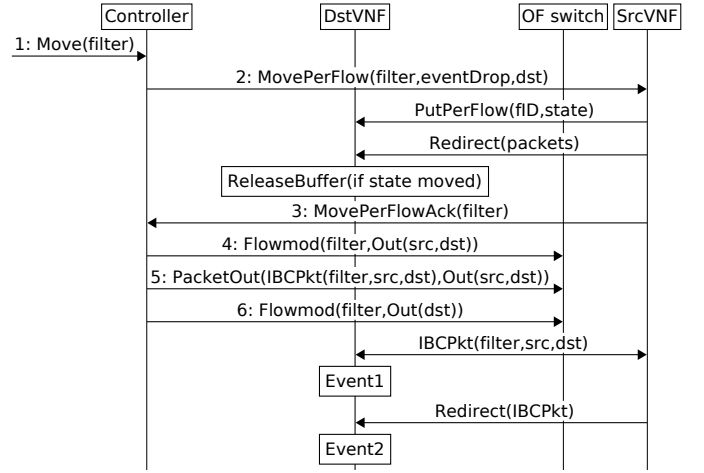 Controller DstVNF OF switch SrcVNF
1: Move(filter)
2: MovePerFlow(filter,eventDrop,dst)
PutPerFlow(fID,state)
Redirect(packets)
ReleaseBuffer(if state moved)
3: MovePerFlowAck(filter)
4: Flowmod(filter,Out(src,dst))
5: PacketOut(IBCPkt(filter,src,dst),Out(src,dst))
6: Flowmod(filter,Out(dst))
IBCPkt(filter,src,dst)
Event1
Redirect(IBCPkt)
Event2